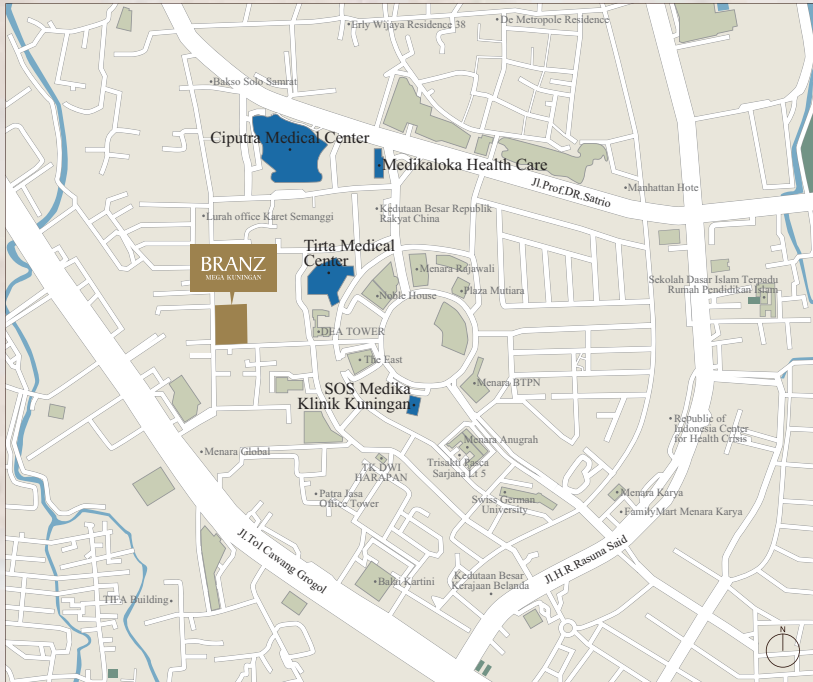 •Erly Wijaya Residence 38
•De Metropole Residence
•Bakso Solo Samrat
Ciputra Medical Center
•Medikaloka Health Care
Jl.Prof.DR.Satrio
•Manhattan Hote
•Lurah office Karet Semanggi
•Kedutaan Besar Republik
Rakyat China
Tirta Medical
Center
BRANZ
MEGA KUNINGAN
•Menara Rajawali
•Noble House
•Plaza Mutiara
Sekolah Dasar Islam Terpadu
Rumah Pendidikan Islam
•DEA TOWER
•The East
SOS Medika
Klinik Kuningan
•Menara BTPN
•Republic of
Indonesia Center
for Health Crisis
•Menara Global
Menara Anugrah
TK DWI
HARAPAN
Trisakti Pasca
Sarjana Lt 5
•Patra Jasa
Office Tower
Swiss German
University
•Menara Karya
•FamilyMart Menara Karya
Jl.Tol Cawang Grogol
Jl.H.R.Rasuna Said
•Balai Kartini
Kedutaan Besar
Kerajaan Belanda
TIFA Building•
N